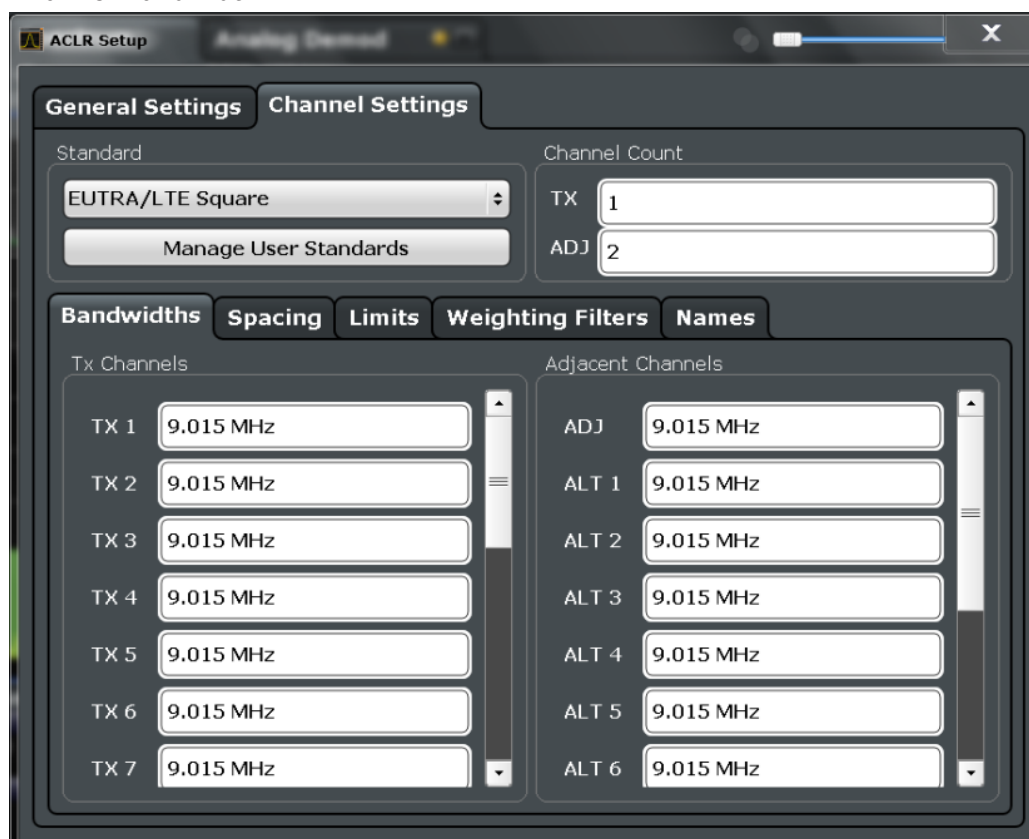 ACLR Setup
Analog Demod
X
General Settings
Channel Settings
Standard
Channel Count
EUTRA/LTE Square
TX
1
Manage User Standards
ADJ
2
Bandwidths
Spacing
Limits
Weighting Filters
Names
Tx Channels
Adjacent Channels
TX 1
9.015 MHz
ADJ
9.015 MHz
TX 2
9.015 MHz
ALT 1
9.015 MHz
TX 3
9.015 MHz
ALT 2
9.015 MHz
TX 4
9.015 MHz
ALT 3
9.015 MHz
TX 5
9.015 MHz
ALT 4
9.015 MHz
TX 6
9.015 MHz
ALT 5
9.015 MHz
TX 7
9.015 MHz
ALT 6
9.015 MHz